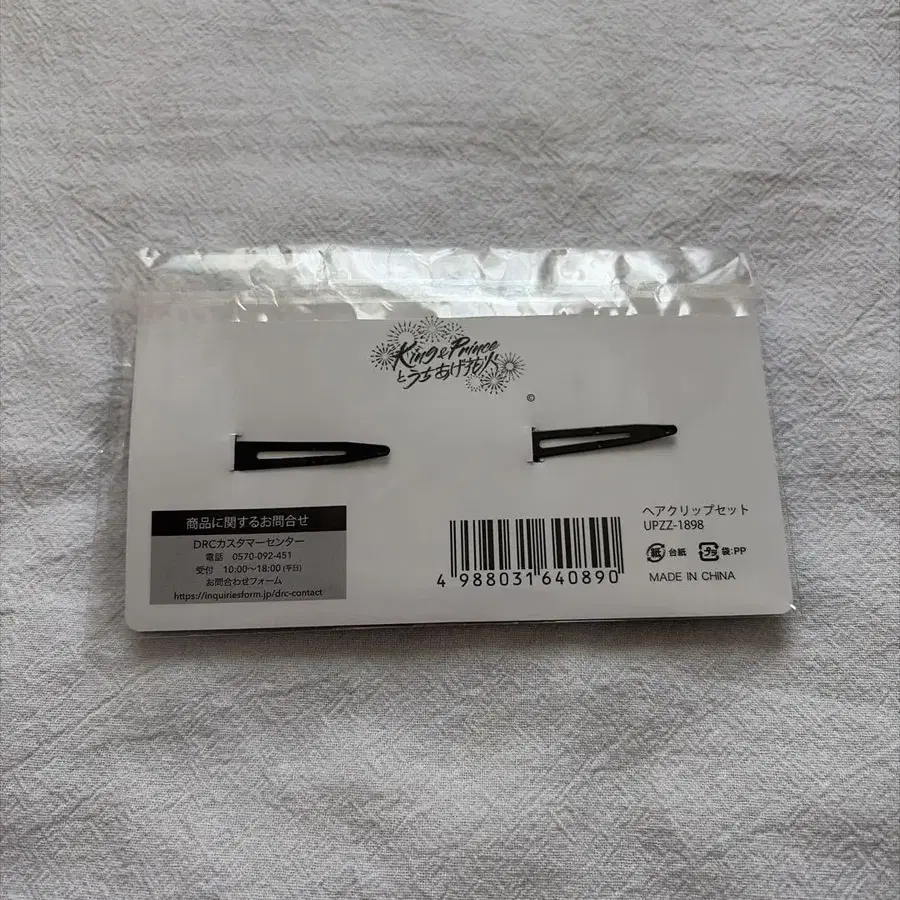 King & Prince
とうちあげ花火
©
商品に関するお問合せ
DRCカスタマーセンター
電話 0570-092-451
受付 10:00～18:00 (平日)
お問合わせフォーム
https://inquiriesform.jp/drc-contact
4 988031 640890
ヘアクリップセット
UPZZ-1898
紙 台紙 プラ 袋:PP
MADE IN CHINA